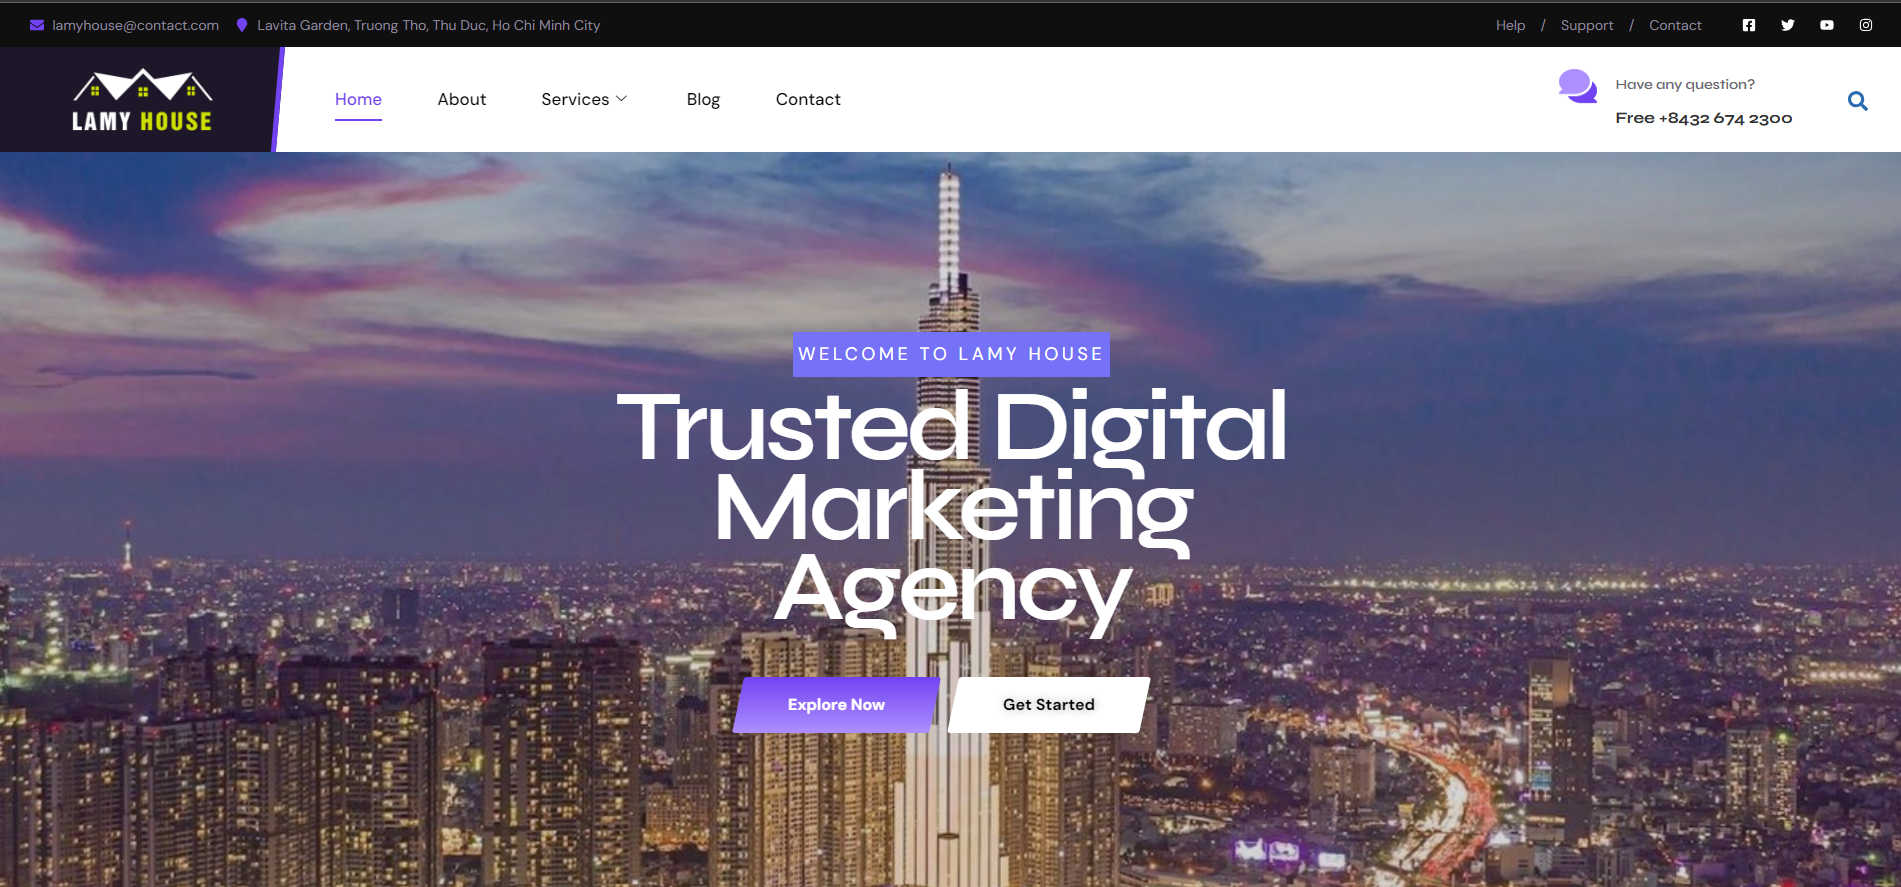 lamyhouse@contact.com Lavita Garden, Truong Tho, Thu Duc, Ho Chi Minh City Help / Support / Contact
LAMY HOUSE
Home About Services Blog Contact
Have any question?
Free +8432 674 2300
WELCOME TO LAMY HOUSE
Trusted Digital
Marketing
Agency
Explore Now Get Started